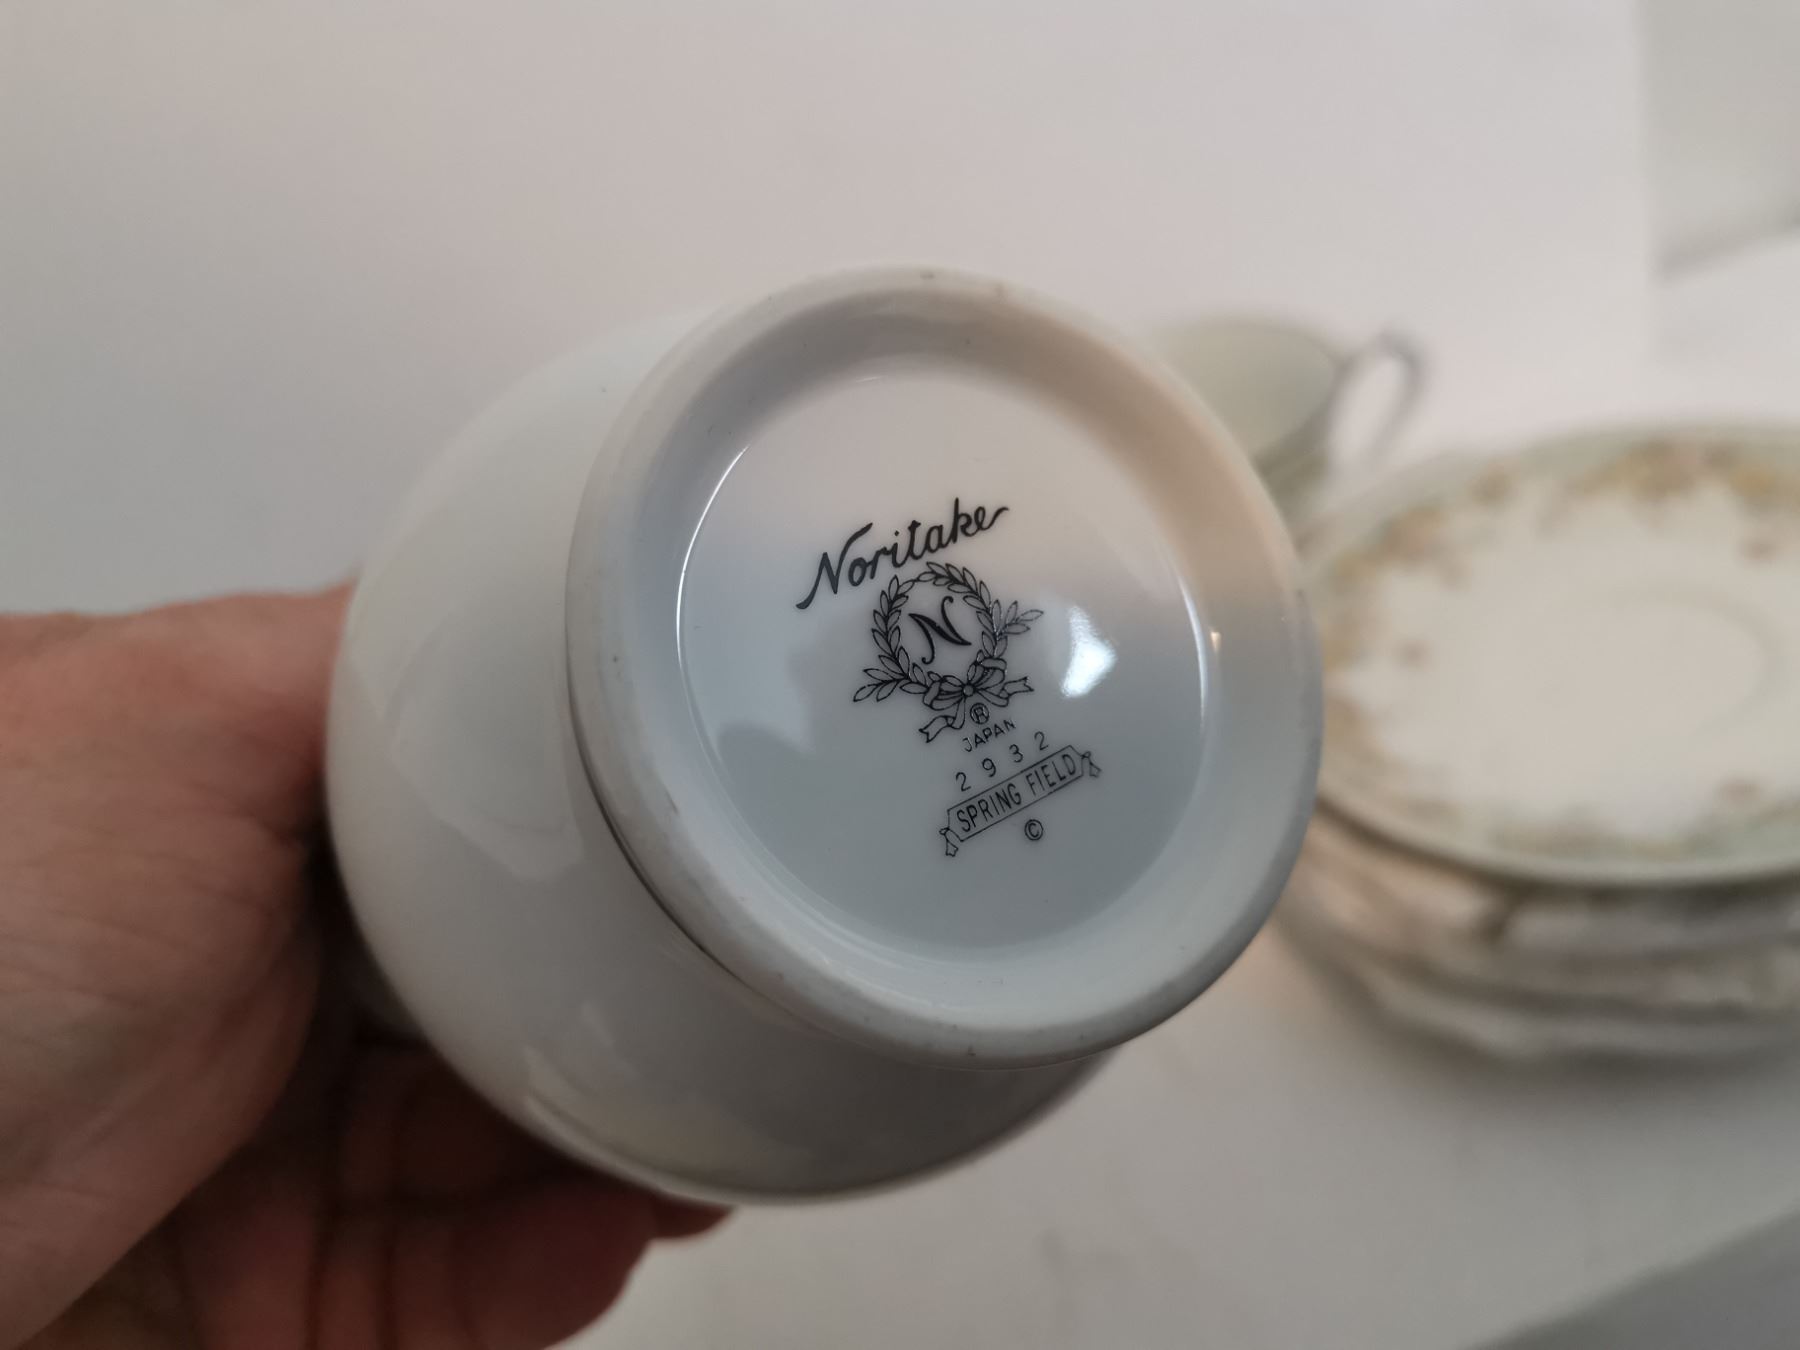 Noritake
N
®
JAPAN
2932
SPRING FIELD
©